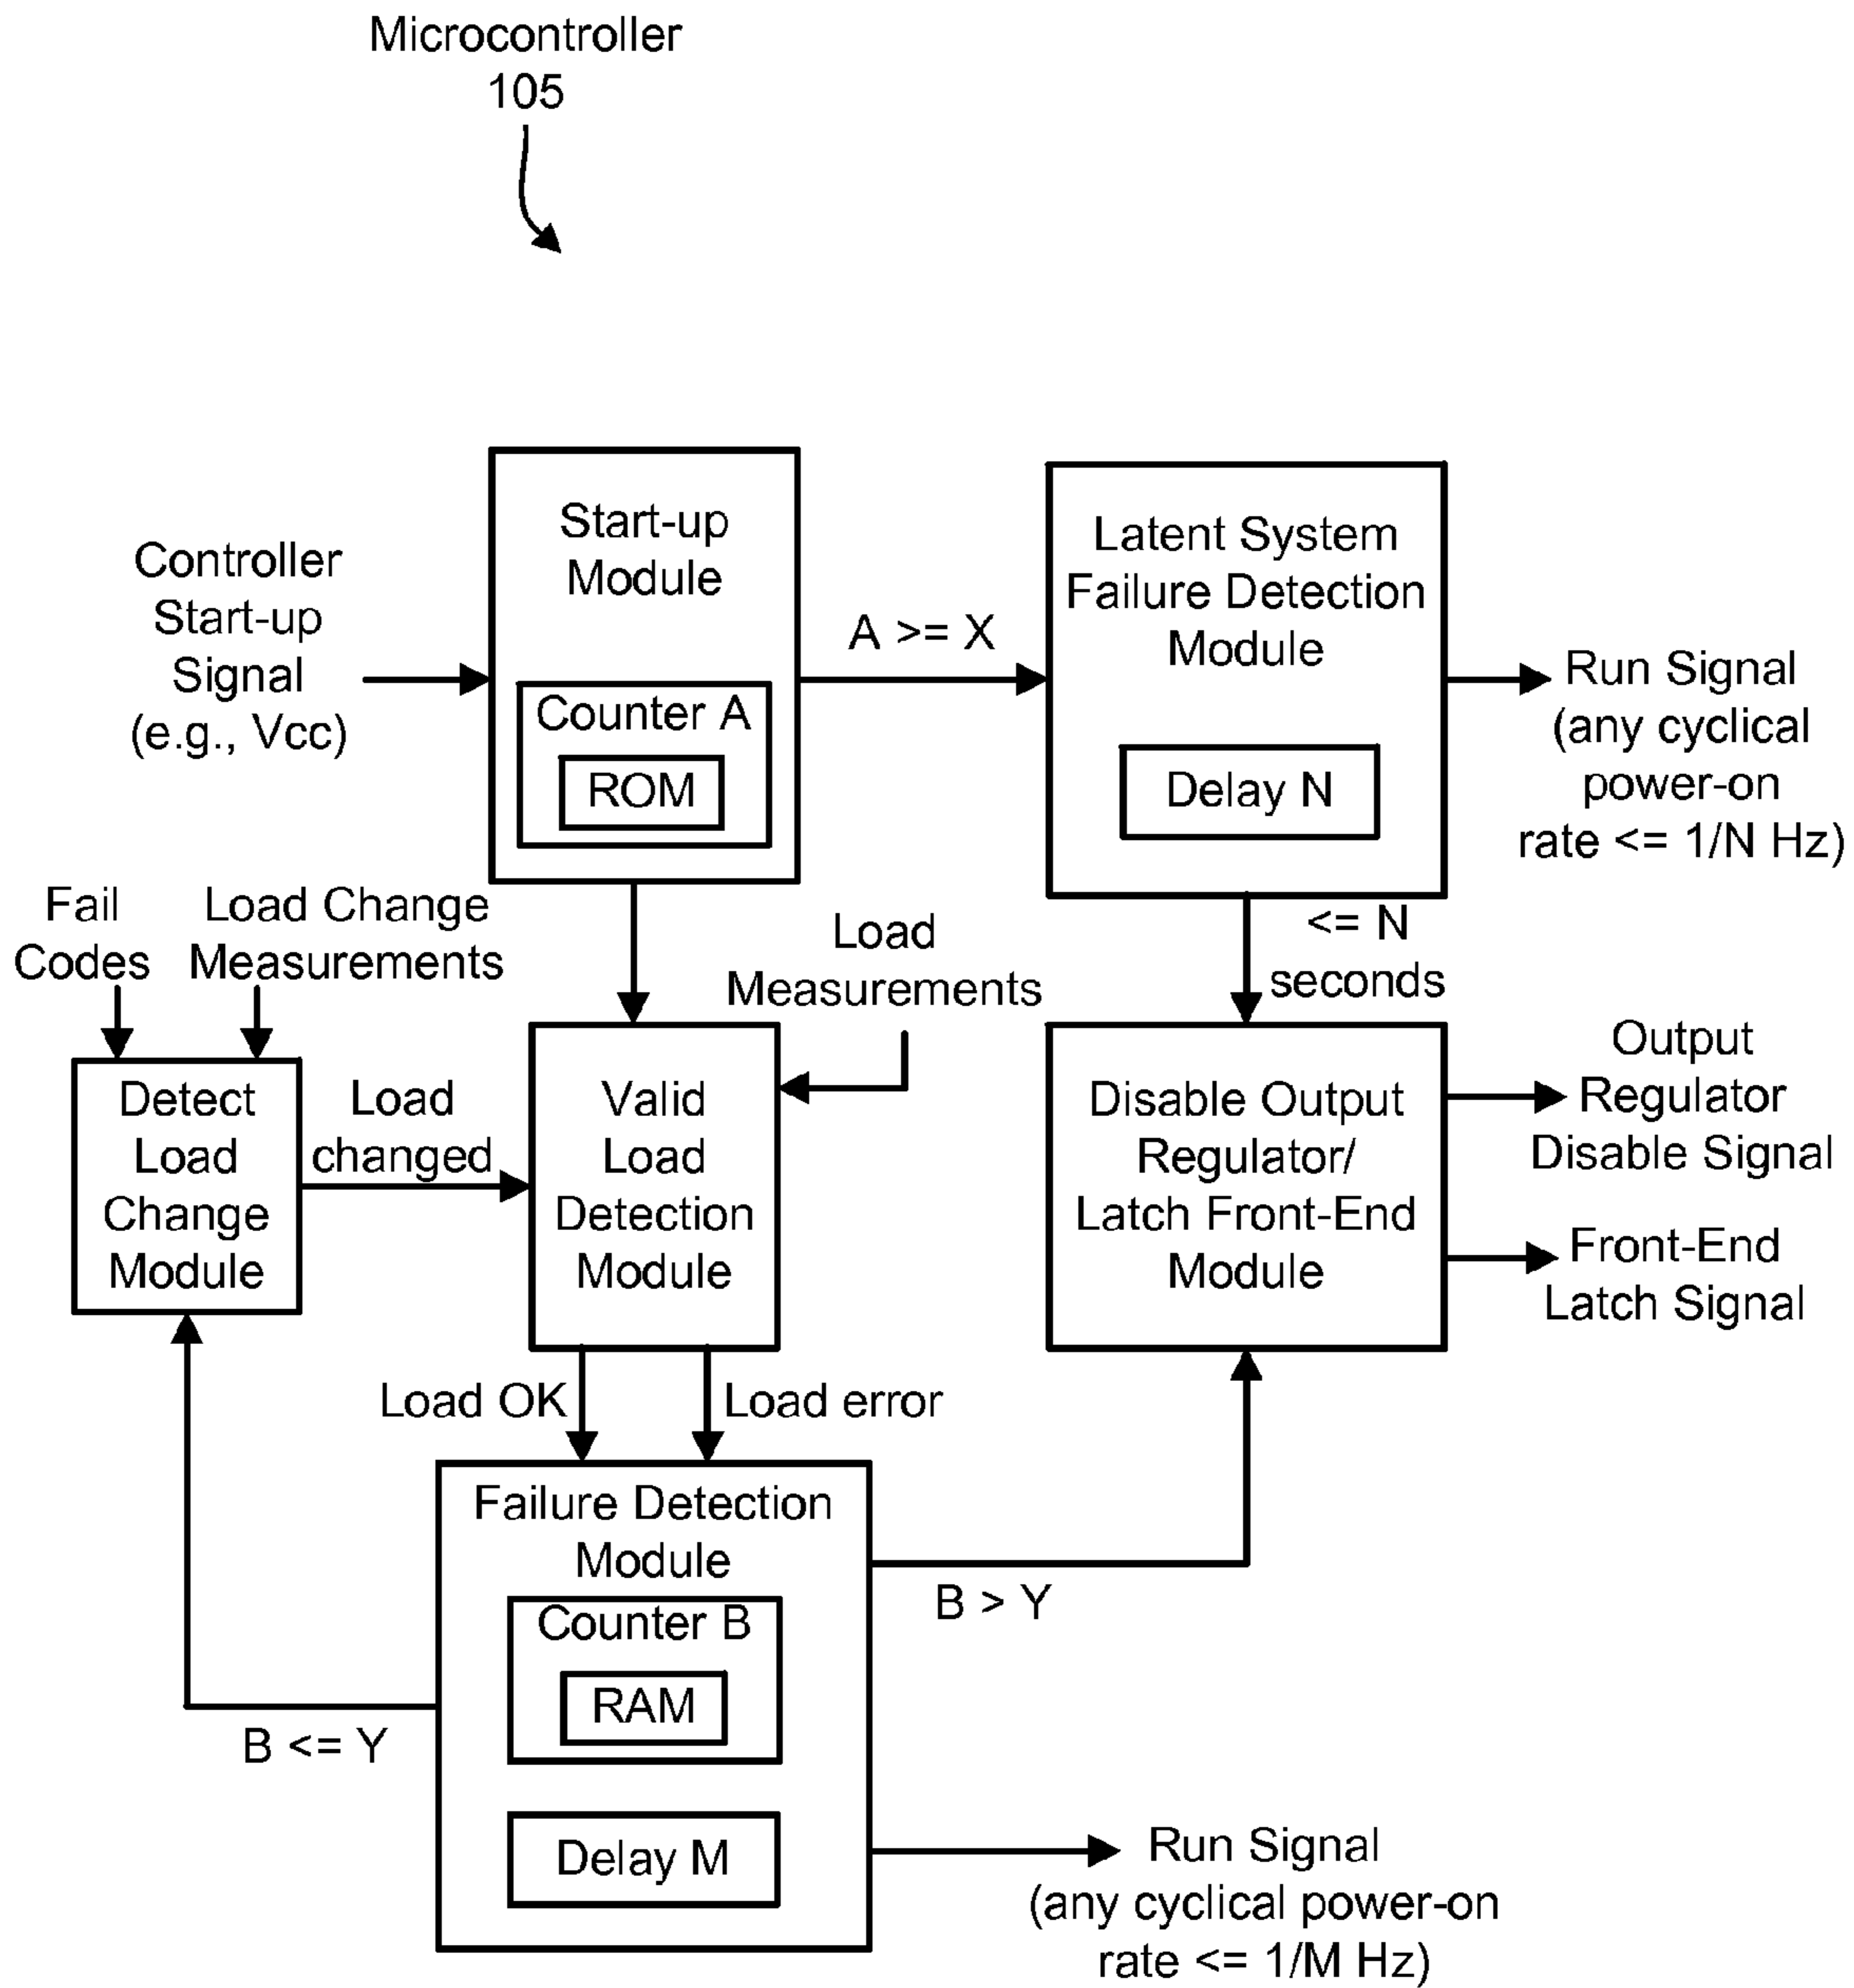 Microcontroller
105
Controller
Start-up
Signal
(e.g., Vcc)
Start-up
Module
Counter A
ROM
A >= X
Latent System
Failure Detection
Module
Delay N
Run Signal
(any cyclical
power-on
rate <= 1/N Hz)
Fail
Codes
Load Change
Measurements
Load
Measurements
<= N
seconds
Detect
Load
Change
Module
Load
changed
Valid
Load
Detection
Module
Disable Output
Regulator/
Latch Front-End
Module
Output
Regulator
Disable Signal
Front-End
Latch Signal
Load OK
Load error
Failure Detection
Module
Counter B
RAM
Delay M
B <= Y
B > Y
Run Signal
(any cyclical power-on
rate <= 1/M Hz)